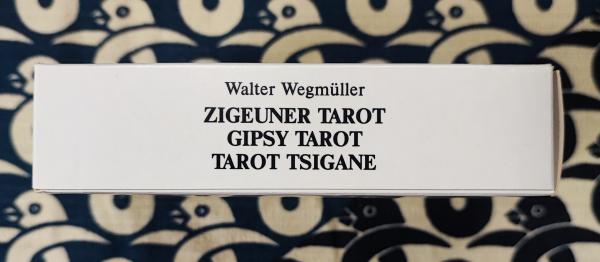 Walter Wegmüller
ZIGEUNER TAROT
GIPSY TAROT
TAROT TSIGANE